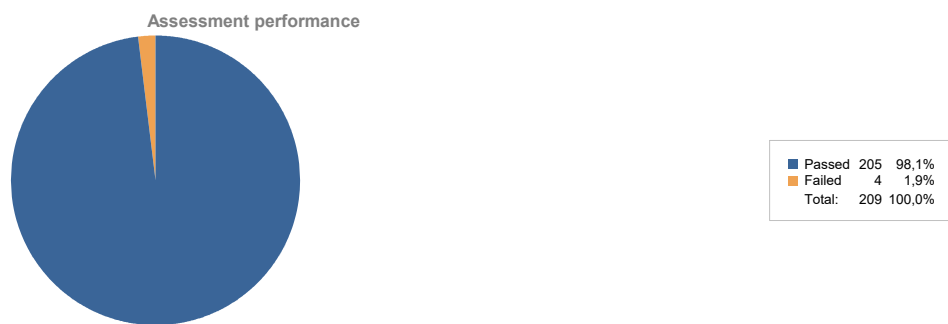 Assessment performance
Passed 205 98,1%
Failed 4 1,9%
Total: 209 100,0%